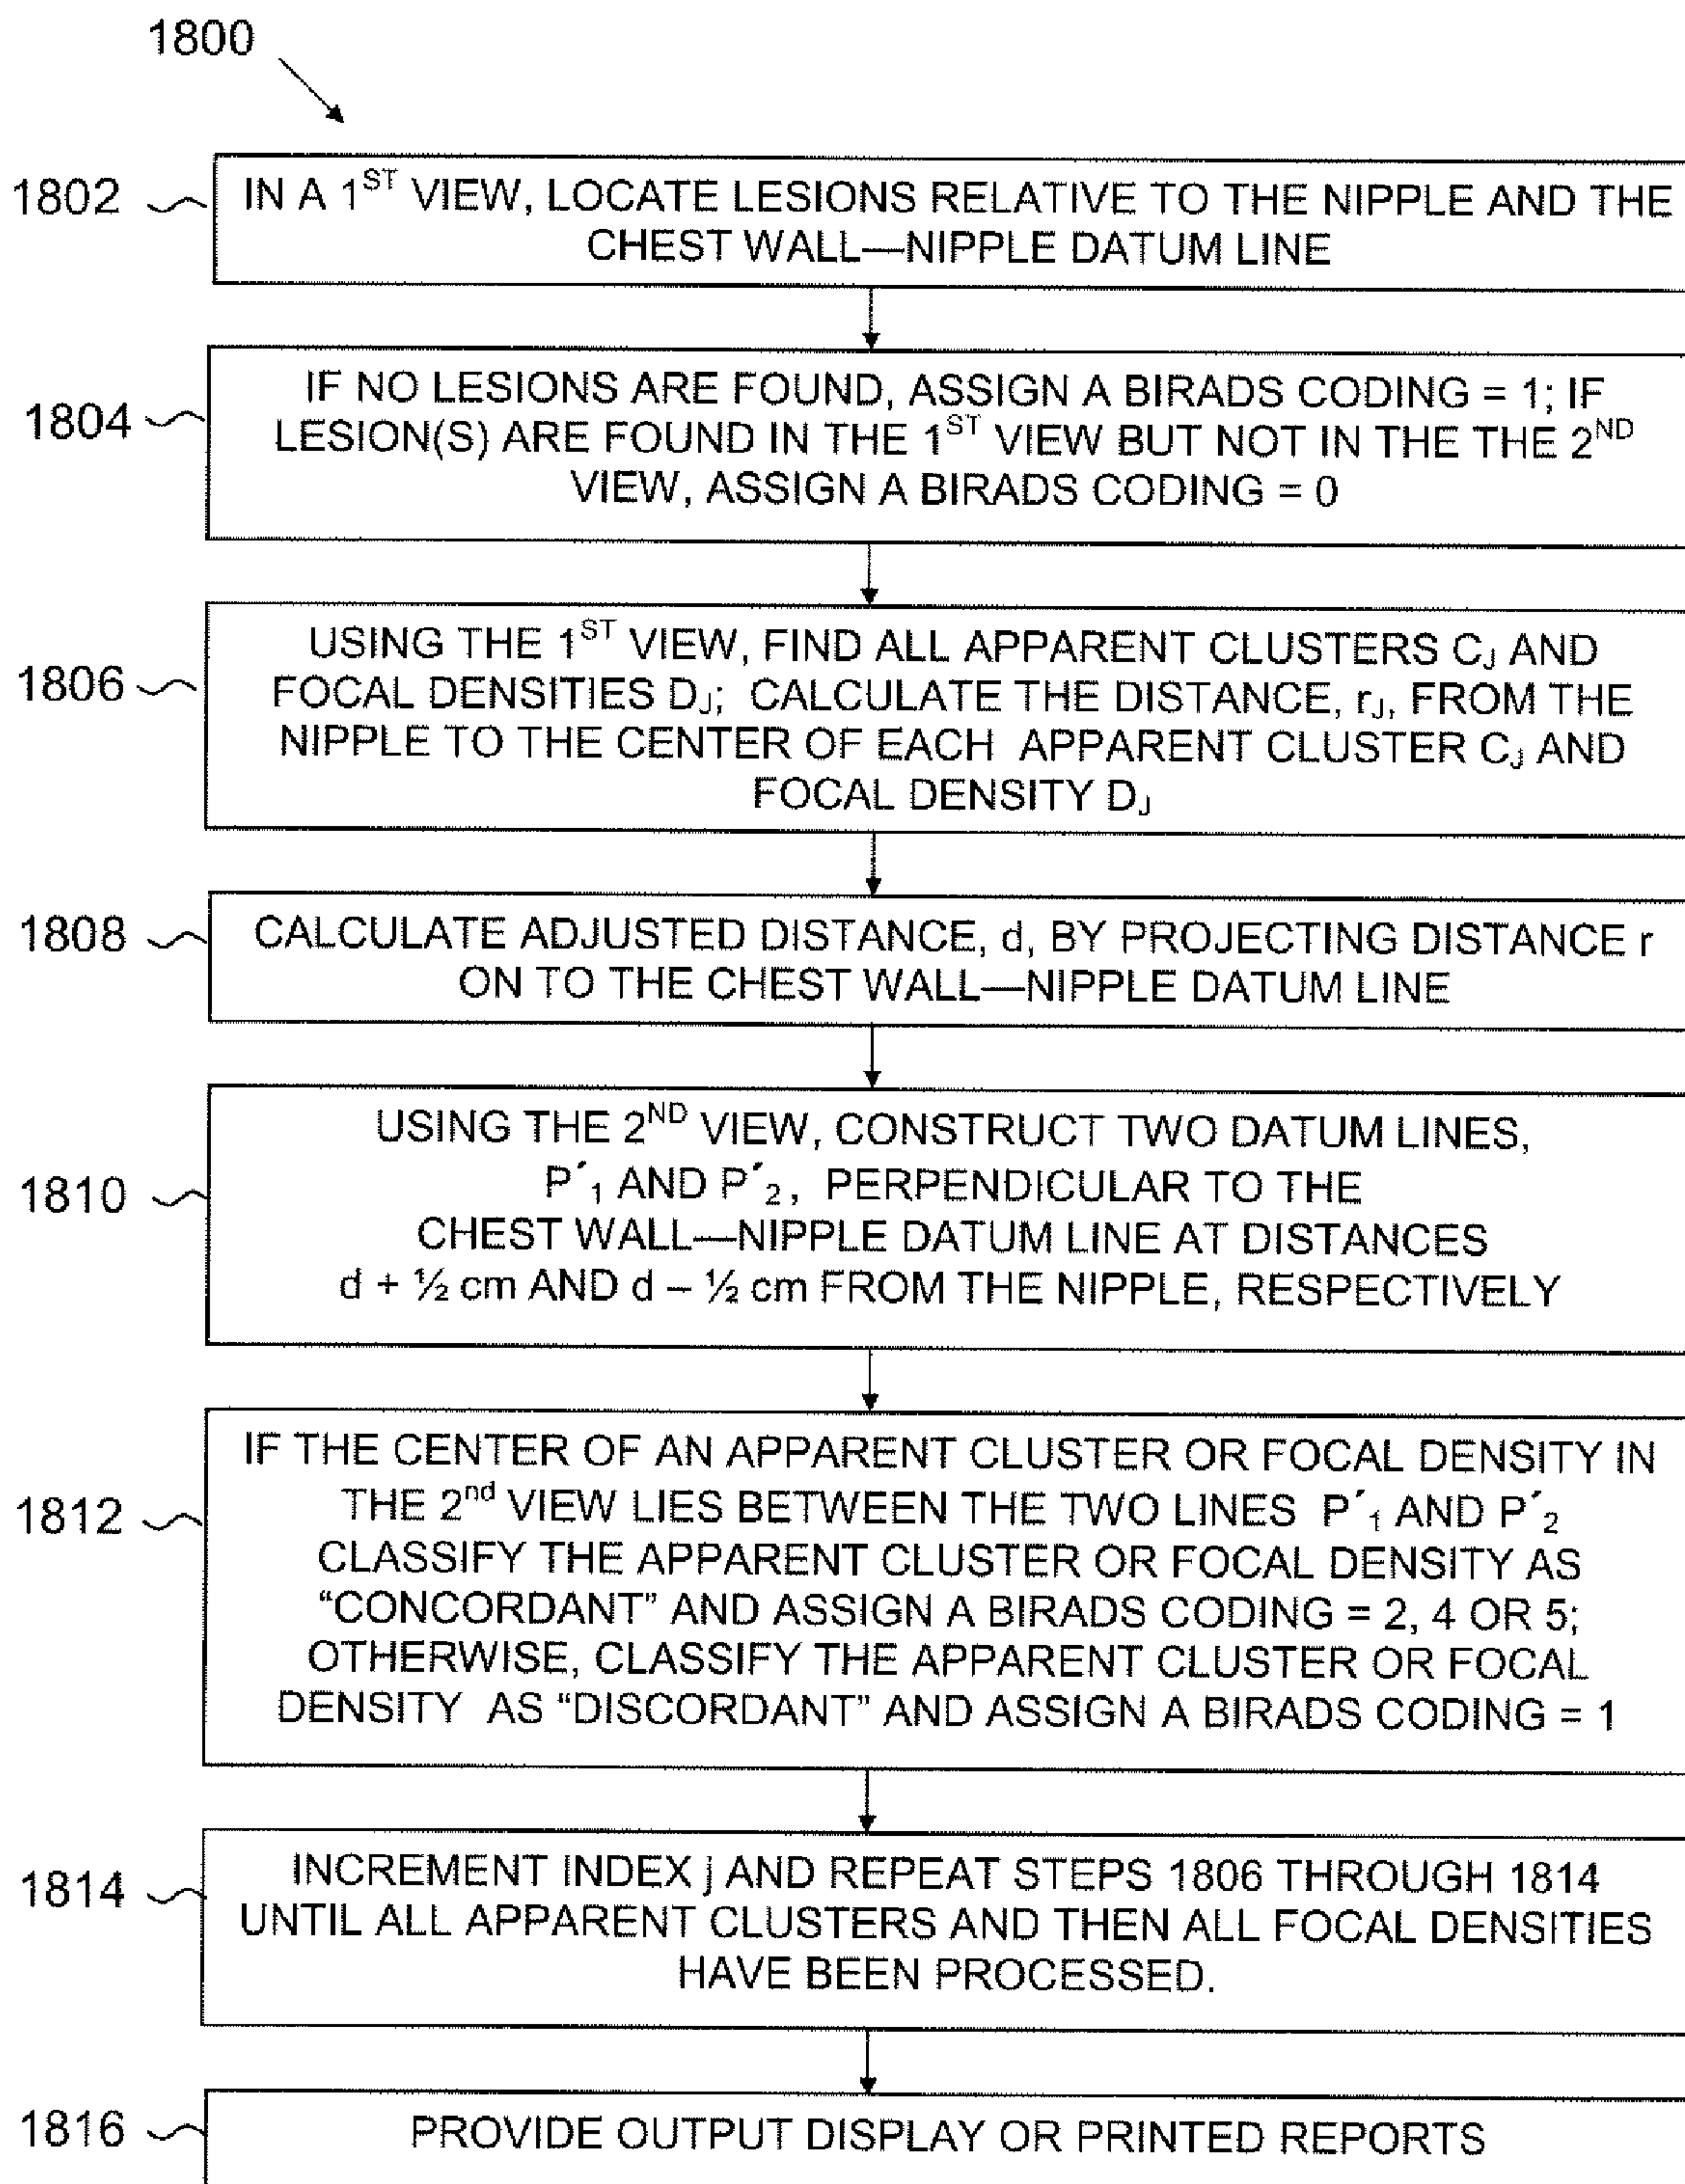 1800
1802
IN A 1ST VIEW, LOCATE LESIONS RELATIVE TO THE NIPPLE AND THE
CHEST WALL—NIPPLE DATUM LINE
1804
IF NO LESIONS ARE FOUND, ASSIGN A BIRADS CODING = 1; IF
LESION(S) ARE FOUND IN THE 1ST VIEW BUT NOT IN THE THE 2ND
VIEW, ASSIGN A BIRADS CODING = 0
1806
USING THE 1ST VIEW, FIND ALL APPARENT CLUSTERS CJ AND
FOCAL DENSITIES DJ; CALCULATE THE DISTANCE, rJ, FROM THE
NIPPLE TO THE CENTER OF EACH APPARENT CLUSTER CJ AND
FOCAL DENSITY DJ
1808
CALCULATE ADJUSTED DISTANCE, d, BY PROJECTING DISTANCE r
ON TO THE CHEST WALL—NIPPLE DATUM LINE
1810
USING THE 2ND VIEW, CONSTRUCT TWO DATUM LINES,
P´1 AND P´2, PERPENDICULAR TO THE
CHEST WALL—NIPPLE DATUM LINE AT DISTANCES
d + ½ cm AND d – ½ cm FROM THE NIPPLE, RESPECTIVELY
1812
IF THE CENTER OF AN APPARENT CLUSTER OR FOCAL DENSITY IN
THE 2nd VIEW LIES BETWEEN THE TWO LINES P´1 AND P´2
CLASSIFY THE APPARENT CLUSTER OR FOCAL DENSITY AS
“CONCORDANT” AND ASSIGN A BIRADS CODING = 2, 4 OR 5;
OTHERWISE, CLASSIFY THE APPARENT CLUSTER OR FOCAL
DENSITY AS “DISCORDANT” AND ASSIGN A BIRADS CODING = 1
1814
INCREMENT INDEX j AND REPEAT STEPS 1806 THROUGH 1814
UNTIL ALL APPARENT CLUSTERS AND THEN ALL FOCAL DENSITIES
HAVE BEEN PROCESSED.
1816
PROVIDE OUTPUT DISPLAY OR PRINTED REPORTS